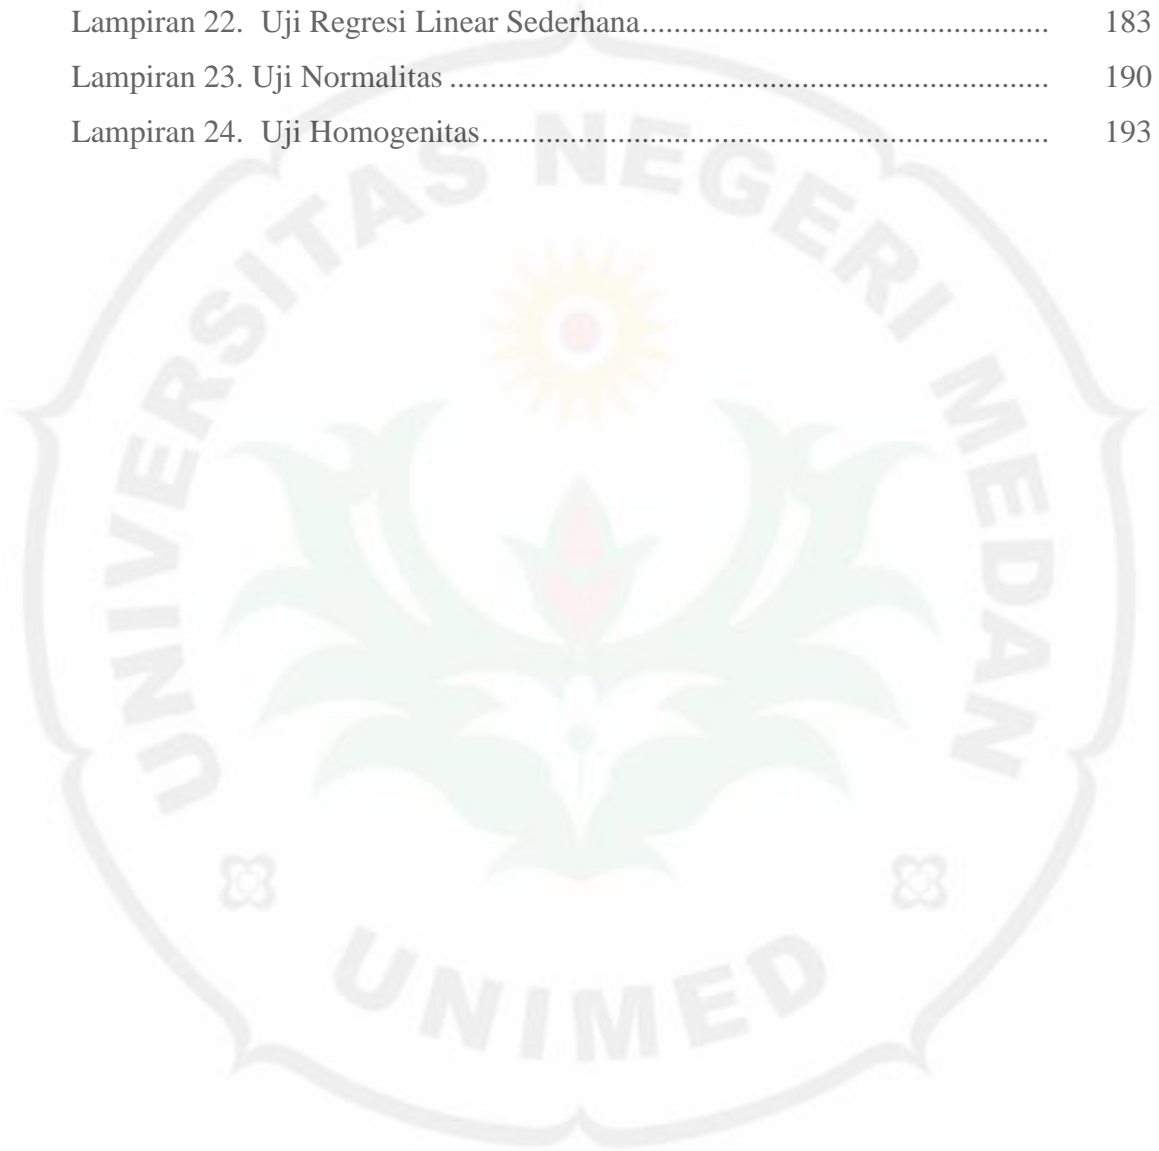 Lampiran 22.  Uji Regresi Linear Sederhana.................................................. 183
Lampiran 23. Uji Normalitas .......................................................................... 190
Lampiran 24.  Uji Homogenitas...................................................................... 193
UNIVERSITAS NEGERI MEDAN
UNIMED